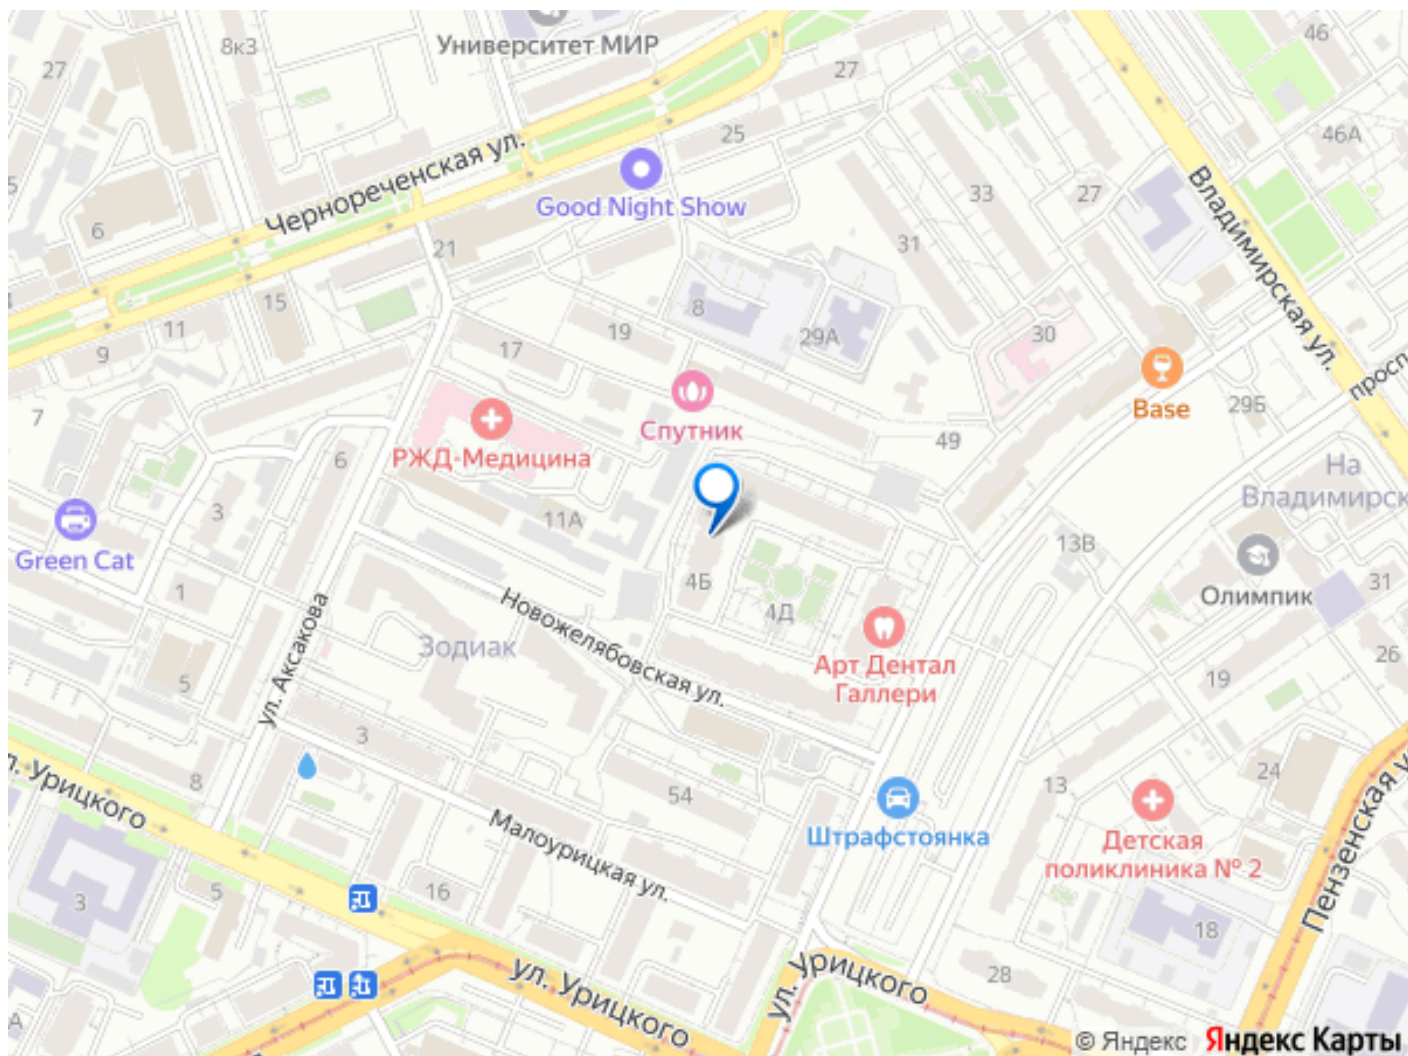 8к3
Университет МИР
46
27
27
46А
25
Чернореченская ул.
Good Night Show
Владимирская ул.
33
27
6
31
21
15
8
11
19
29А
30
9
17
просп
7
Спутник
Base
29Б
49
РЖД-Медицина
6
На
Владимирск
3
11А
Green Cat
13В
31
1
4Б
Олимпик
Новожелябовская ул.
4Д
ул. Аксакова
Зодиак
Арт Дентал
Галлери
26
5
19
3
8
24
54
13
л. Урицкого
Штрафстоянка
Малоурицкая ул.
Детская
поликлиника № 2
Пензенская у
3
5
16
18
ул. Урицкого
ул. Урицкого
28
А
© Яндекс Яндекс Карты